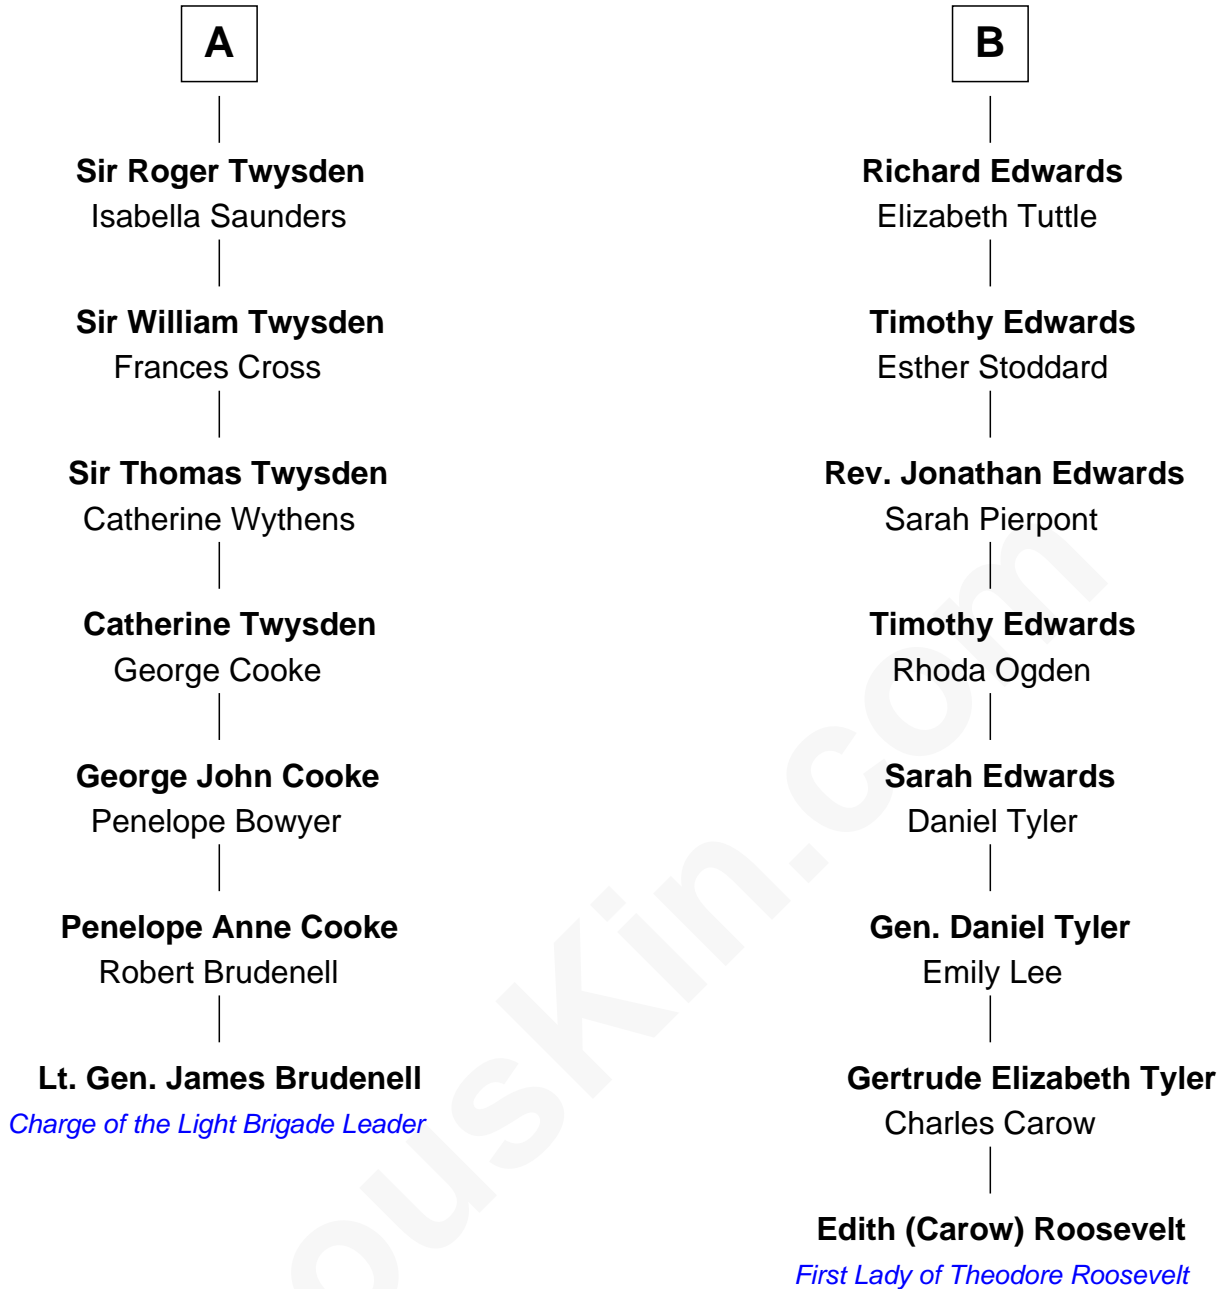 A
Sir Roger Twysden
Isabella Saunders
Sir William Twysden
Frances Cross
Sir Thomas Twysden
Catherine Wythens
Catherine Twysden
George Cooke
George John Cooke
Penelope Bowyer
Penelope Anne Cooke
Robert Brudenell
Lt. Gen. James Brudenell
Charge of the Light Brigade Leader
B
Richard Edwards
Elizabeth Tuttle
Timothy Edwards
Esther Stoddard
Rev. Jonathan Edwards
Sarah Pierpont
Timothy Edwards
Rhoda Ogden
Sarah Edwards
Daniel Tyler
Gen. Daniel Tyler
Emily Lee
Gertrude Elizabeth Tyler
Charles Carow
Edith (Carow) Roosevelt
First Lady of Theodore Roosevelt
ousKin.com